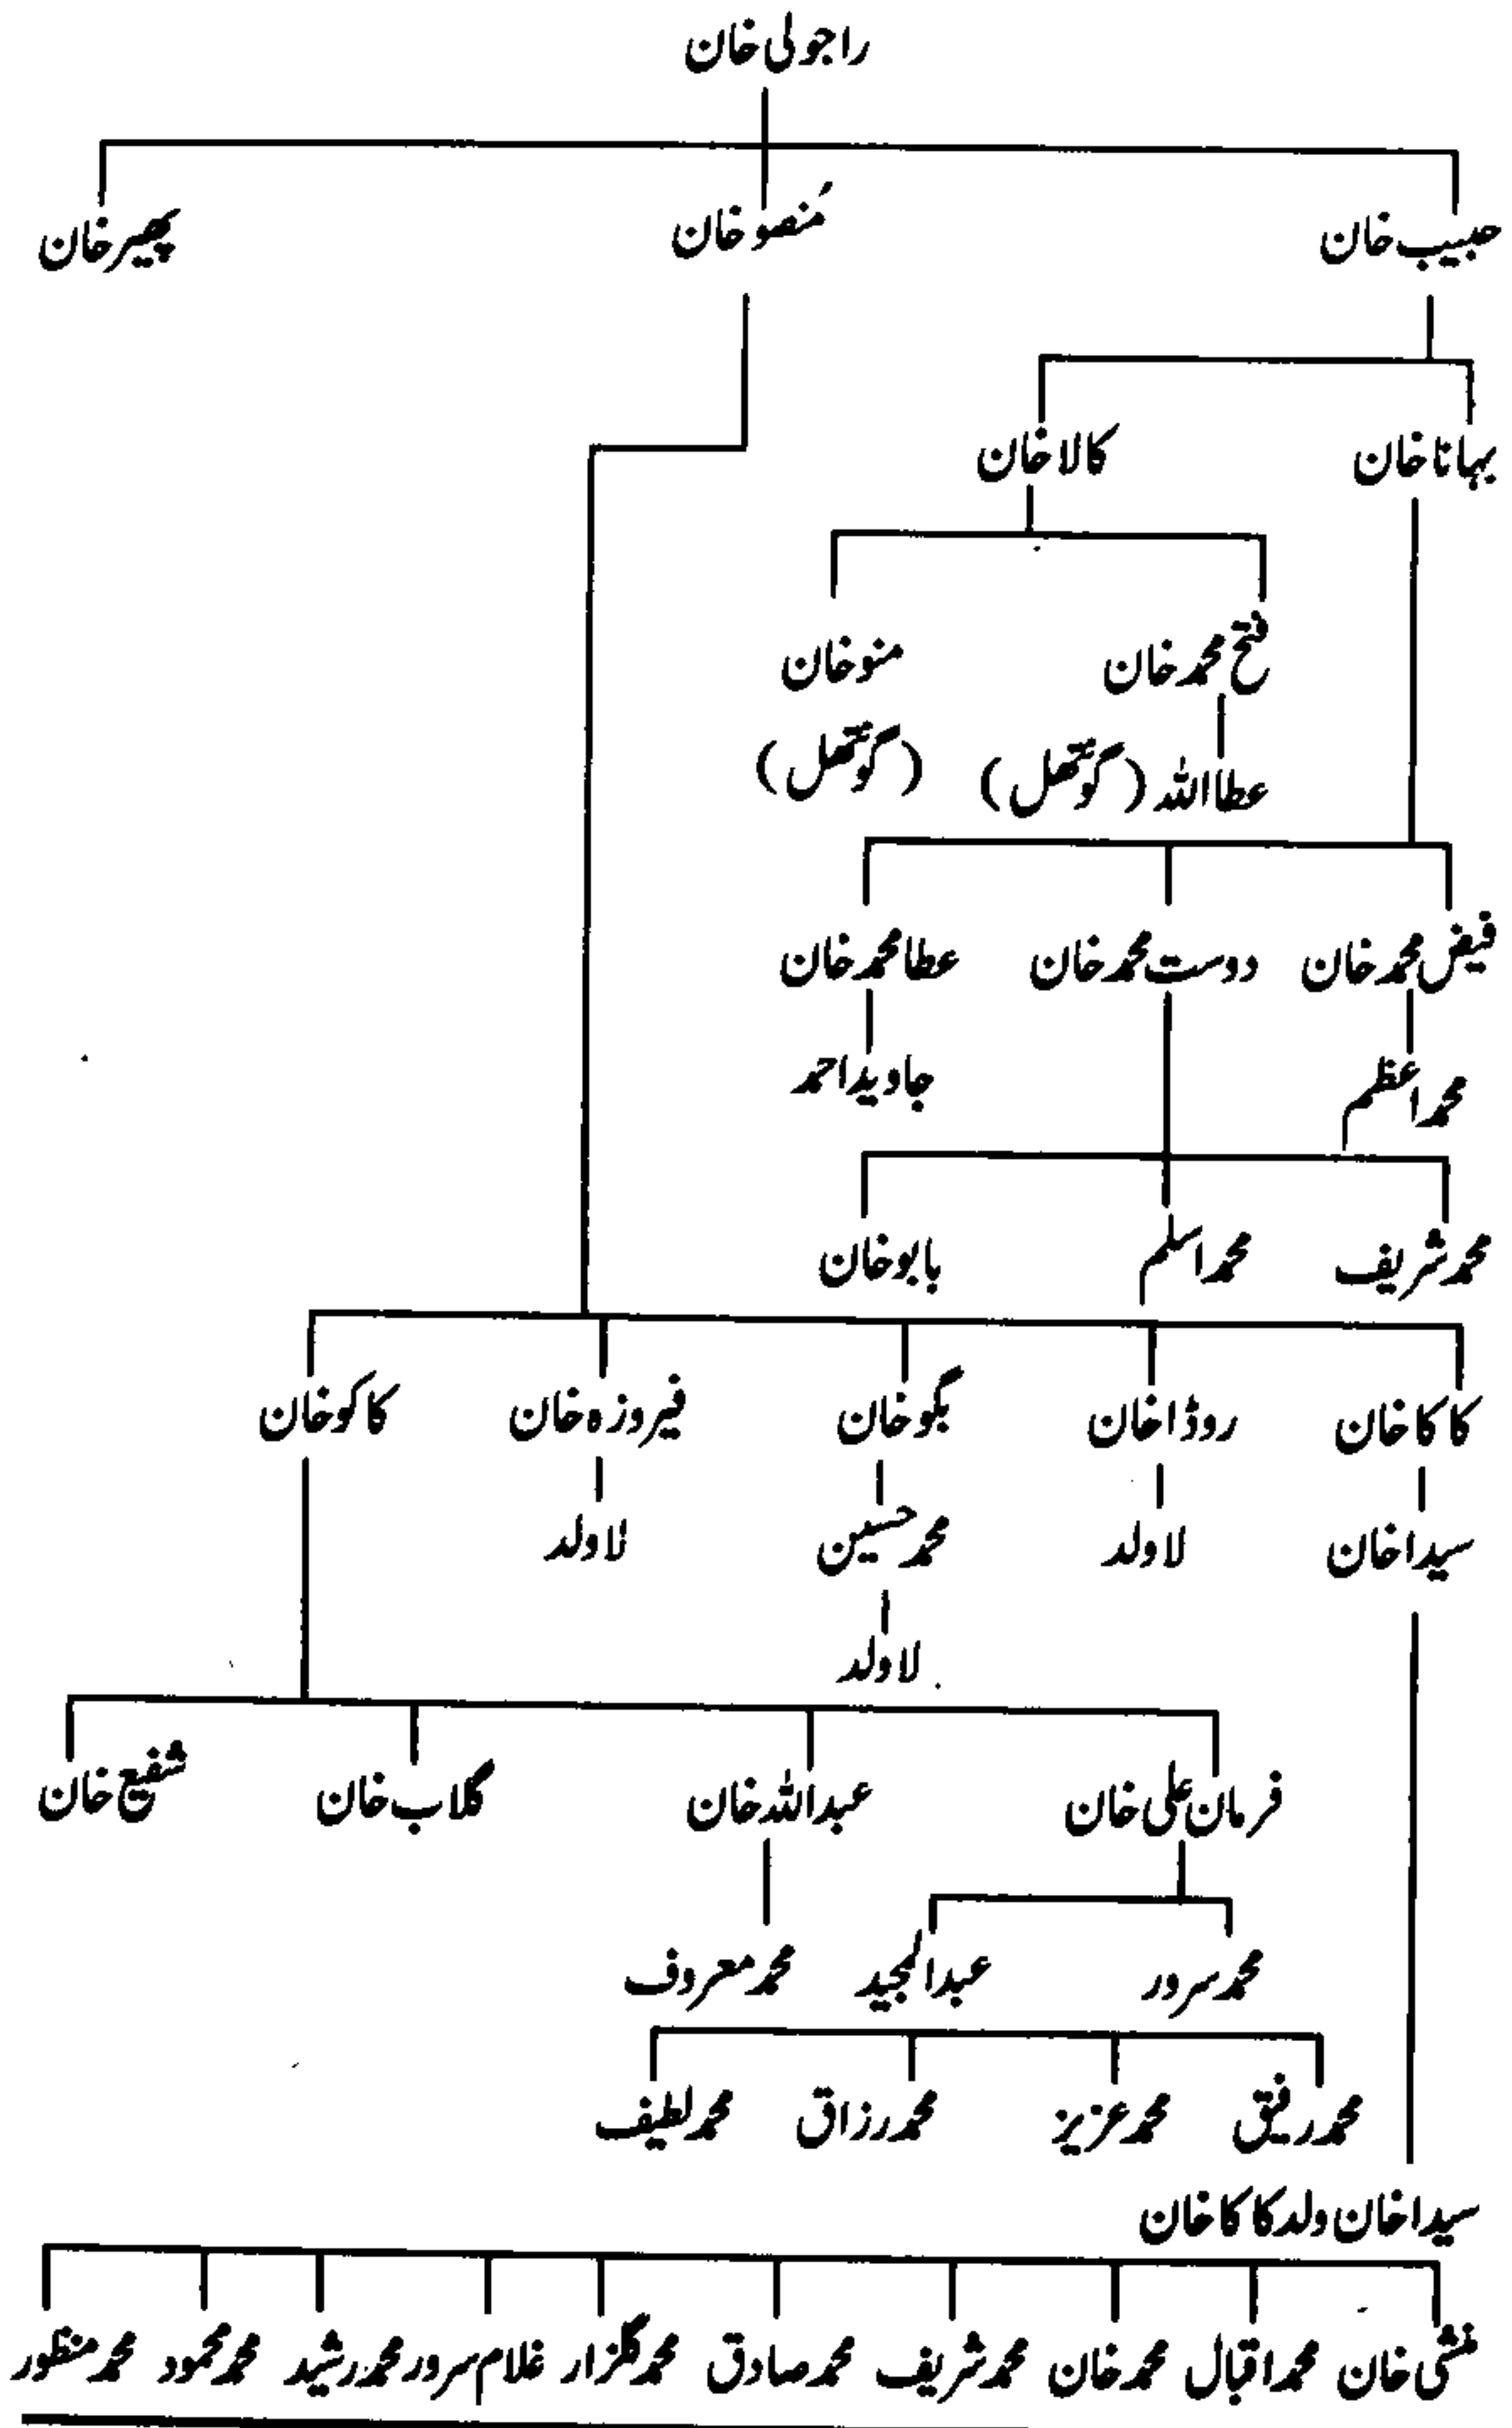 راجولی خان
حبیب خان منصو خان پھیر خان
بہانا خان کالا خان
فتح محمد خان منو خان
عطا اللہ (گوتھل) (گوتھل)
فیض محمد خان دوست محمد خان عطا محمد خان
محمد اعظم جاوید احمد
محمد شریف محمد اسلم بابو خان
کاکا خان روڈا خان بگو خان فیروزہ خان کاکو خان
سیدا خان لاولد محمد حسین لاولد
لاولد
فرمان علی خان عبداللہ خان گلاب خان شفیع خان
محمد سرور عبدالمجید محمد معروف
محمد رفیق محمد عزیز محمد رزاق محمد لطیف
سیدا خان ولد کاکا خان
منشی خان محمد اقبال محمد خان محمد شریف محمد صادق محمد گلزار غلام سرور محمد رشید محمد محمود محمد منظور